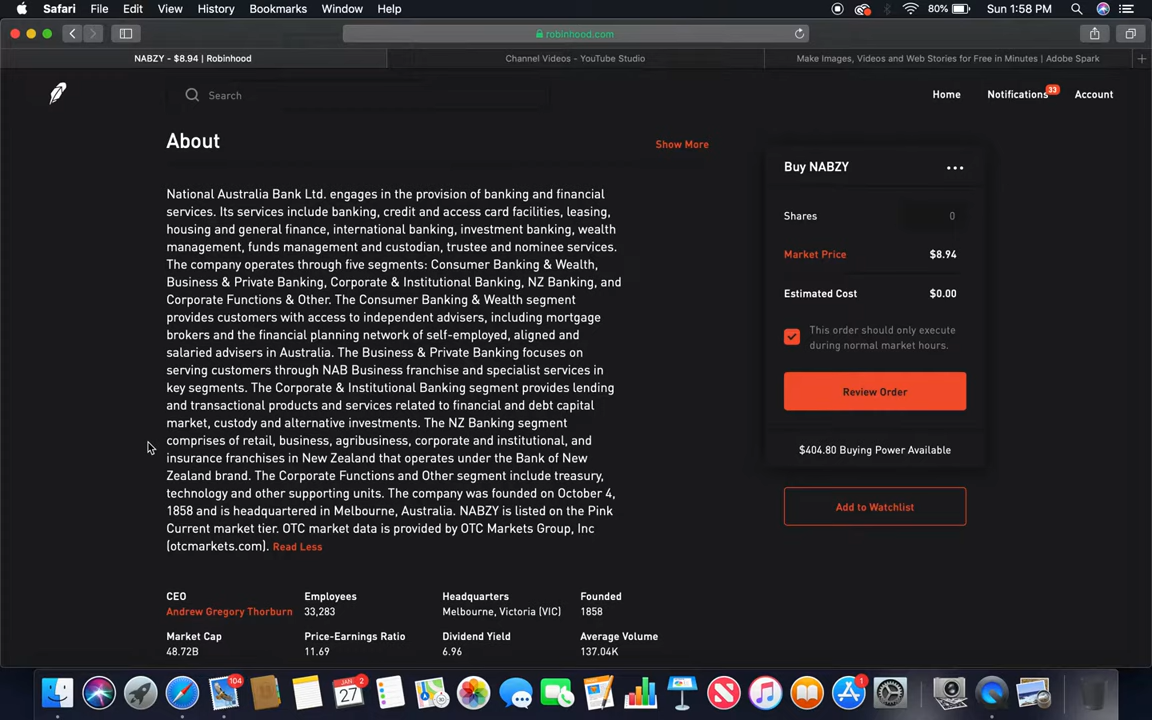 Safari File Edit View History Bookmarks Window Help
80% Sun 1:58 PM
robinhood.com
NABZY - $8.94 | Robinhood
Channel Videos - YouTube Studio
Make Images, Videos and Web Stories for Free in Minutes | Adobe Spark
Search
Home
Notifications
33
Account
About
Show More
National Australia Bank Ltd. engages in the provision of banking and financial
services. Its services include banking, credit and access card facilities, leasing,
housing and general finance, international banking, investment banking, wealth
management, funds management and custodian, trustee and nominee services.
The company operates through five segments: Consumer Banking & Wealth,
Business & Private Banking, Corporate & Institutional Banking, NZ Banking, and
Corporate Functions & Other. The Consumer Banking & Wealth segment
provides customers with access to independent advisers, including mortgage
brokers and the financial planning network of self-employed, aligned and
salaried advisers in Australia. The Business & Private Banking focuses on
serving customers through NAB Business franchise and specialist services in
key segments. The Corporate & Institutional Banking segment provides lending
and transactional products and services related to financial and debt capital
market, custody and alternative investments. The NZ Banking segment
comprises of retail, business, agribusiness, corporate and institutional, and
insurance franchises in New Zealand that operates under the Bank of New
Zealand brand. The Corporate Functions and Other segment include treasury,
technology and other supporting units. The company was founded on October 4,
1858 and is headquartered in Melbourne, Australia. NABZY is listed on the Pink
Current market tier. OTC market data is provided by OTC Markets Group, Inc
(otcmarkets.com). Read Less
CEO Employees Headquarters Founded
Andrew Gregory Thorburn 33,283 Melbourne, Victoria (VIC) 1858
Market Cap Price-Earnings Ratio Dividend Yield Average Volume
48.72B 11.69 6.96 137.04K
Buy NABZY
Shares 0
Market Price $8.94
Estimated Cost $0.00
This order should only execute
during normal market hours.
Review Order
$404.80 Buying Power Available
Add to Watchlist
104
JAN 2
27
1